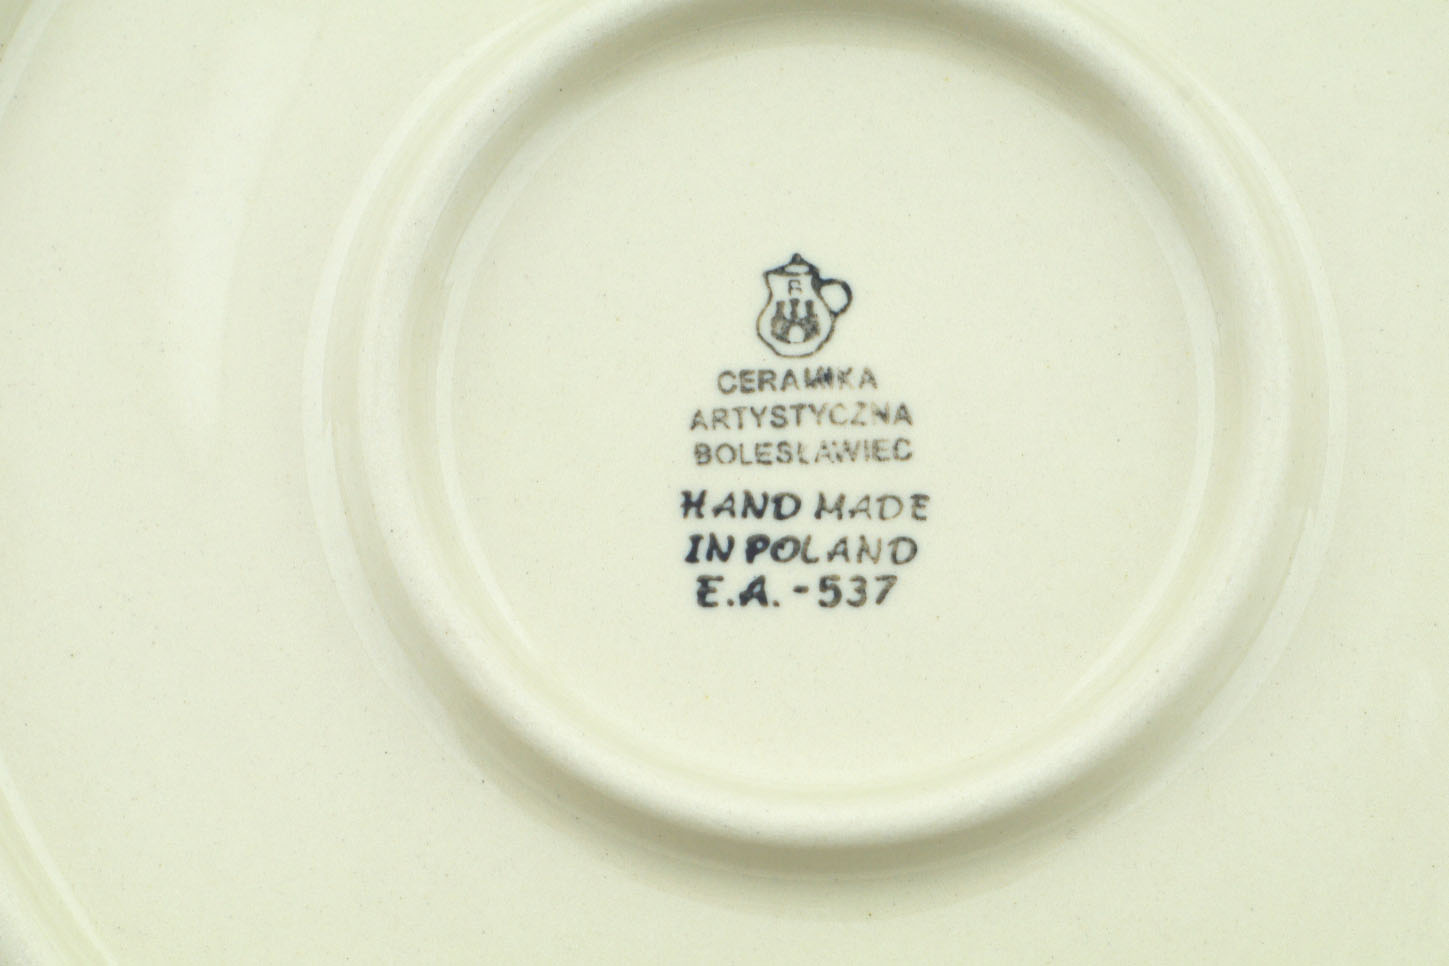 B
CERAMIKA
ARTYSTYCZNA
BOLESŁAWIEC
HAND MADE
IN POLAND
E.A. - 537